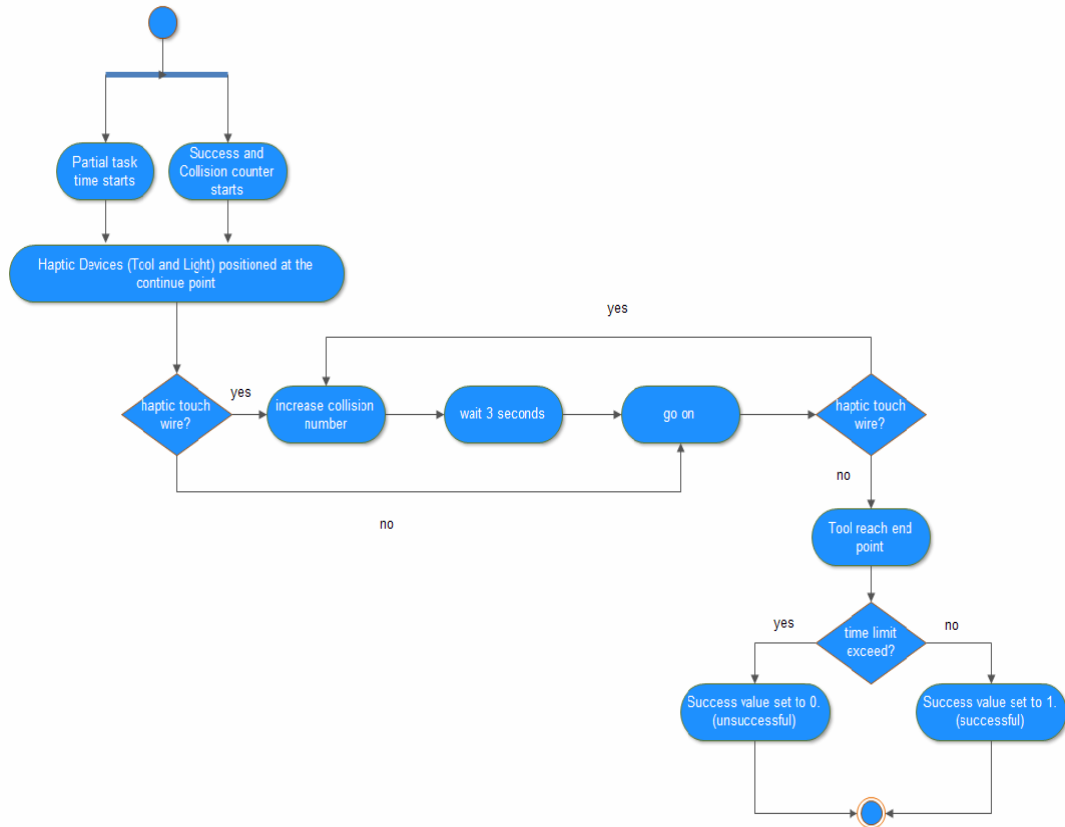 Partial task
time starts
Success and
Collision counter
starts
Haptic Devices (Tool and Light) positioned at the
continue point
yes
haptic touch
wire?
yes
increase collision
number
wait 3 seconds
go on
haptic touch
wire?
no
no
Tool reach end
point
yes
time limit
exceed?
no
Success value set to 0.
(unsuccessful)
Success value set to 1.
(successful)